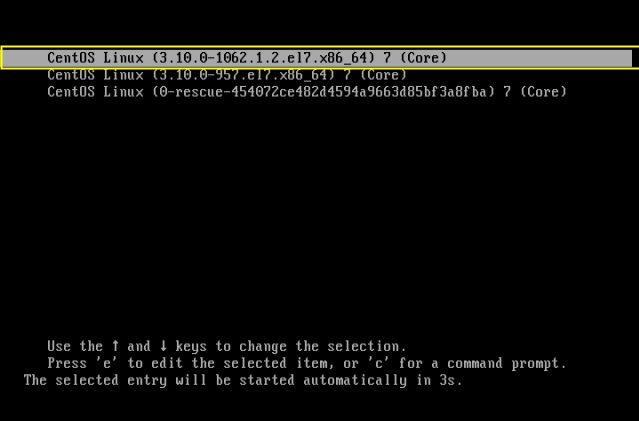 CentOS Linux (3.10.0-1062.1.2.el7.x86_64) 7 (Core)
CentOS Linux (3.10.0-957.el7.x86_64) 7 (Core)
CentOS Linux (0-rescue-454072ce482d4594a9663d85bf3a8fba) 7 (Core)
Use the ↑ and ↓ keys to change the selection.
Press 'e' to edit the selected item, or 'c' for a command prompt.
The selected entry will be started automatically in 3s.